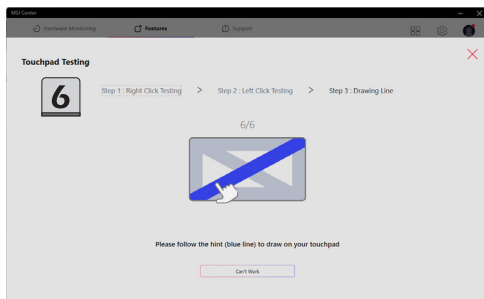 MSI Center
Hardware Monitoring Features Support
Touchpad Testing
6 Step 1 : Right Click Testing > Step 2 : Left Click Testing > Step 3 : Drawing Line
6/6
Please follow the hint (blue line) to draw on your touchpad
Can't Work